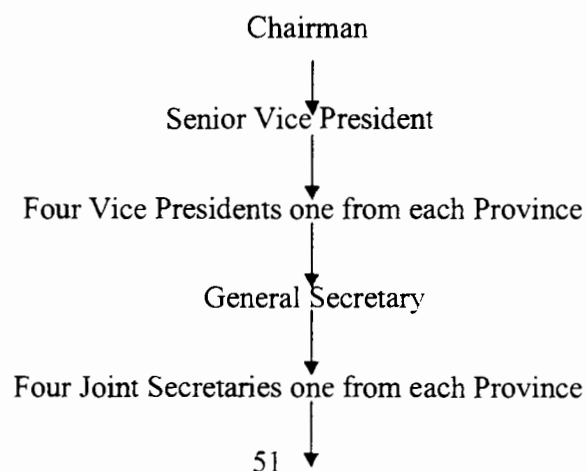 Chairman
Senior Vice President
Four Vice Presidents one from each Province
General Secretary
Four Joint Secretaries one from each Province
51